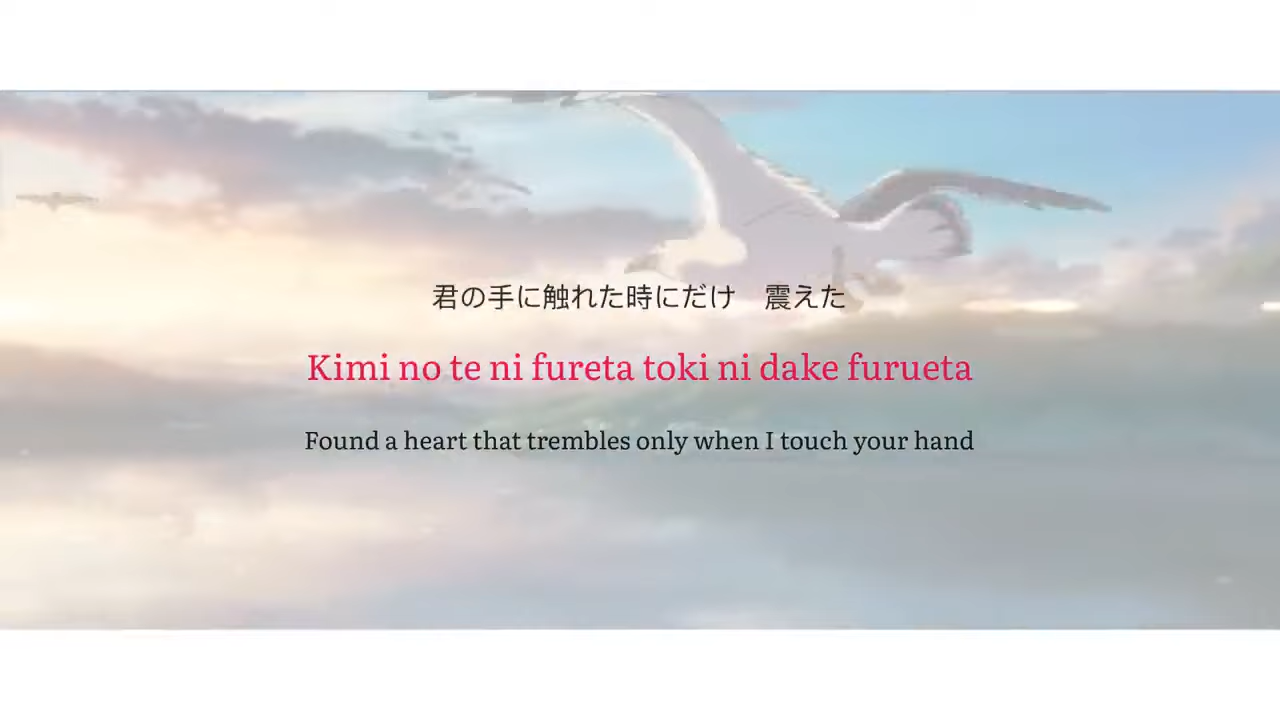 君の手に触れた時にだけ　震えた
Kimi no te ni fureta toki ni dake furueta
Found a heart that trembles only when I touch your hand